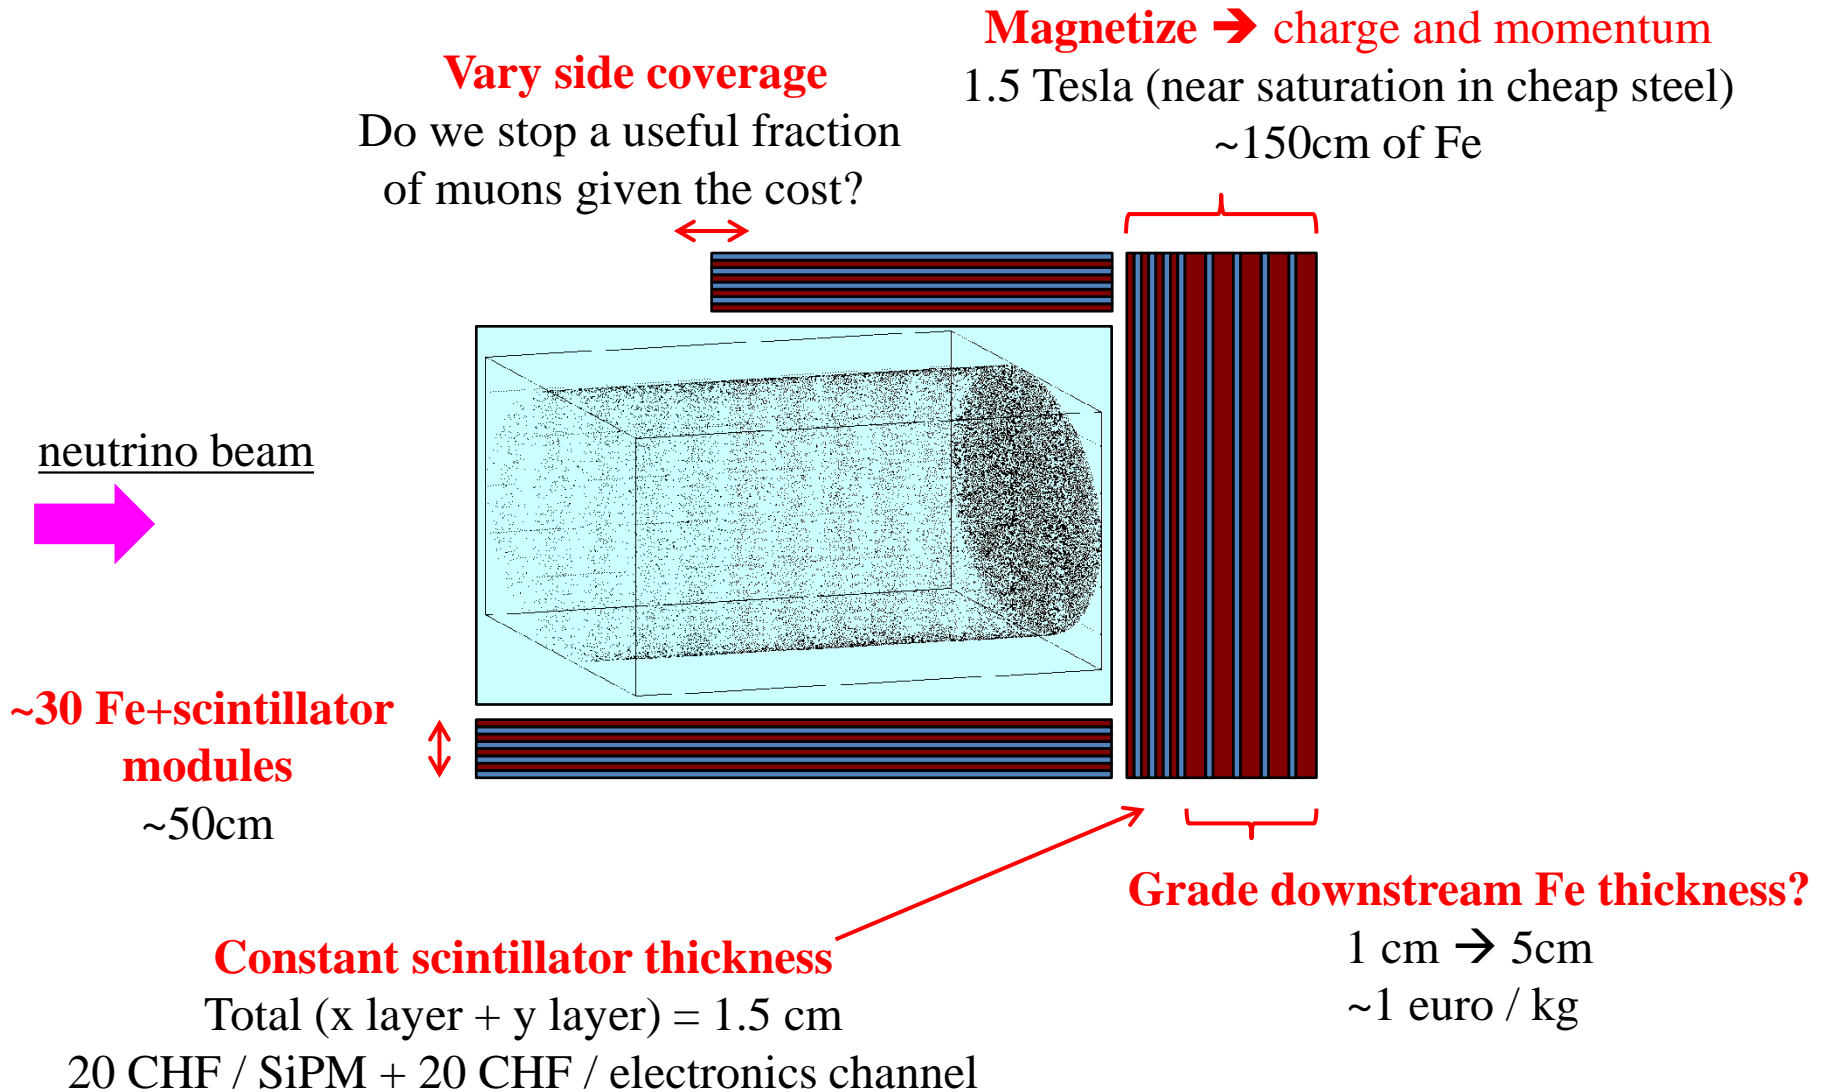 Magnetize ➔ charge and momentum
1.5 Tesla (near saturation in cheap steel)
~150cm of Fe
Vary side coverage
Do we stop a useful fraction
of muons given the cost?
neutrino beam
~30 Fe+scintillator
modules
~50cm
Constant scintillator thickness
Total (x layer + y layer) = 1.5 cm
20 CHF / SiPM + 20 CHF / electronics channel
Grade downstream Fe thickness?
1 cm ➔ 5cm
~1 euro / kg